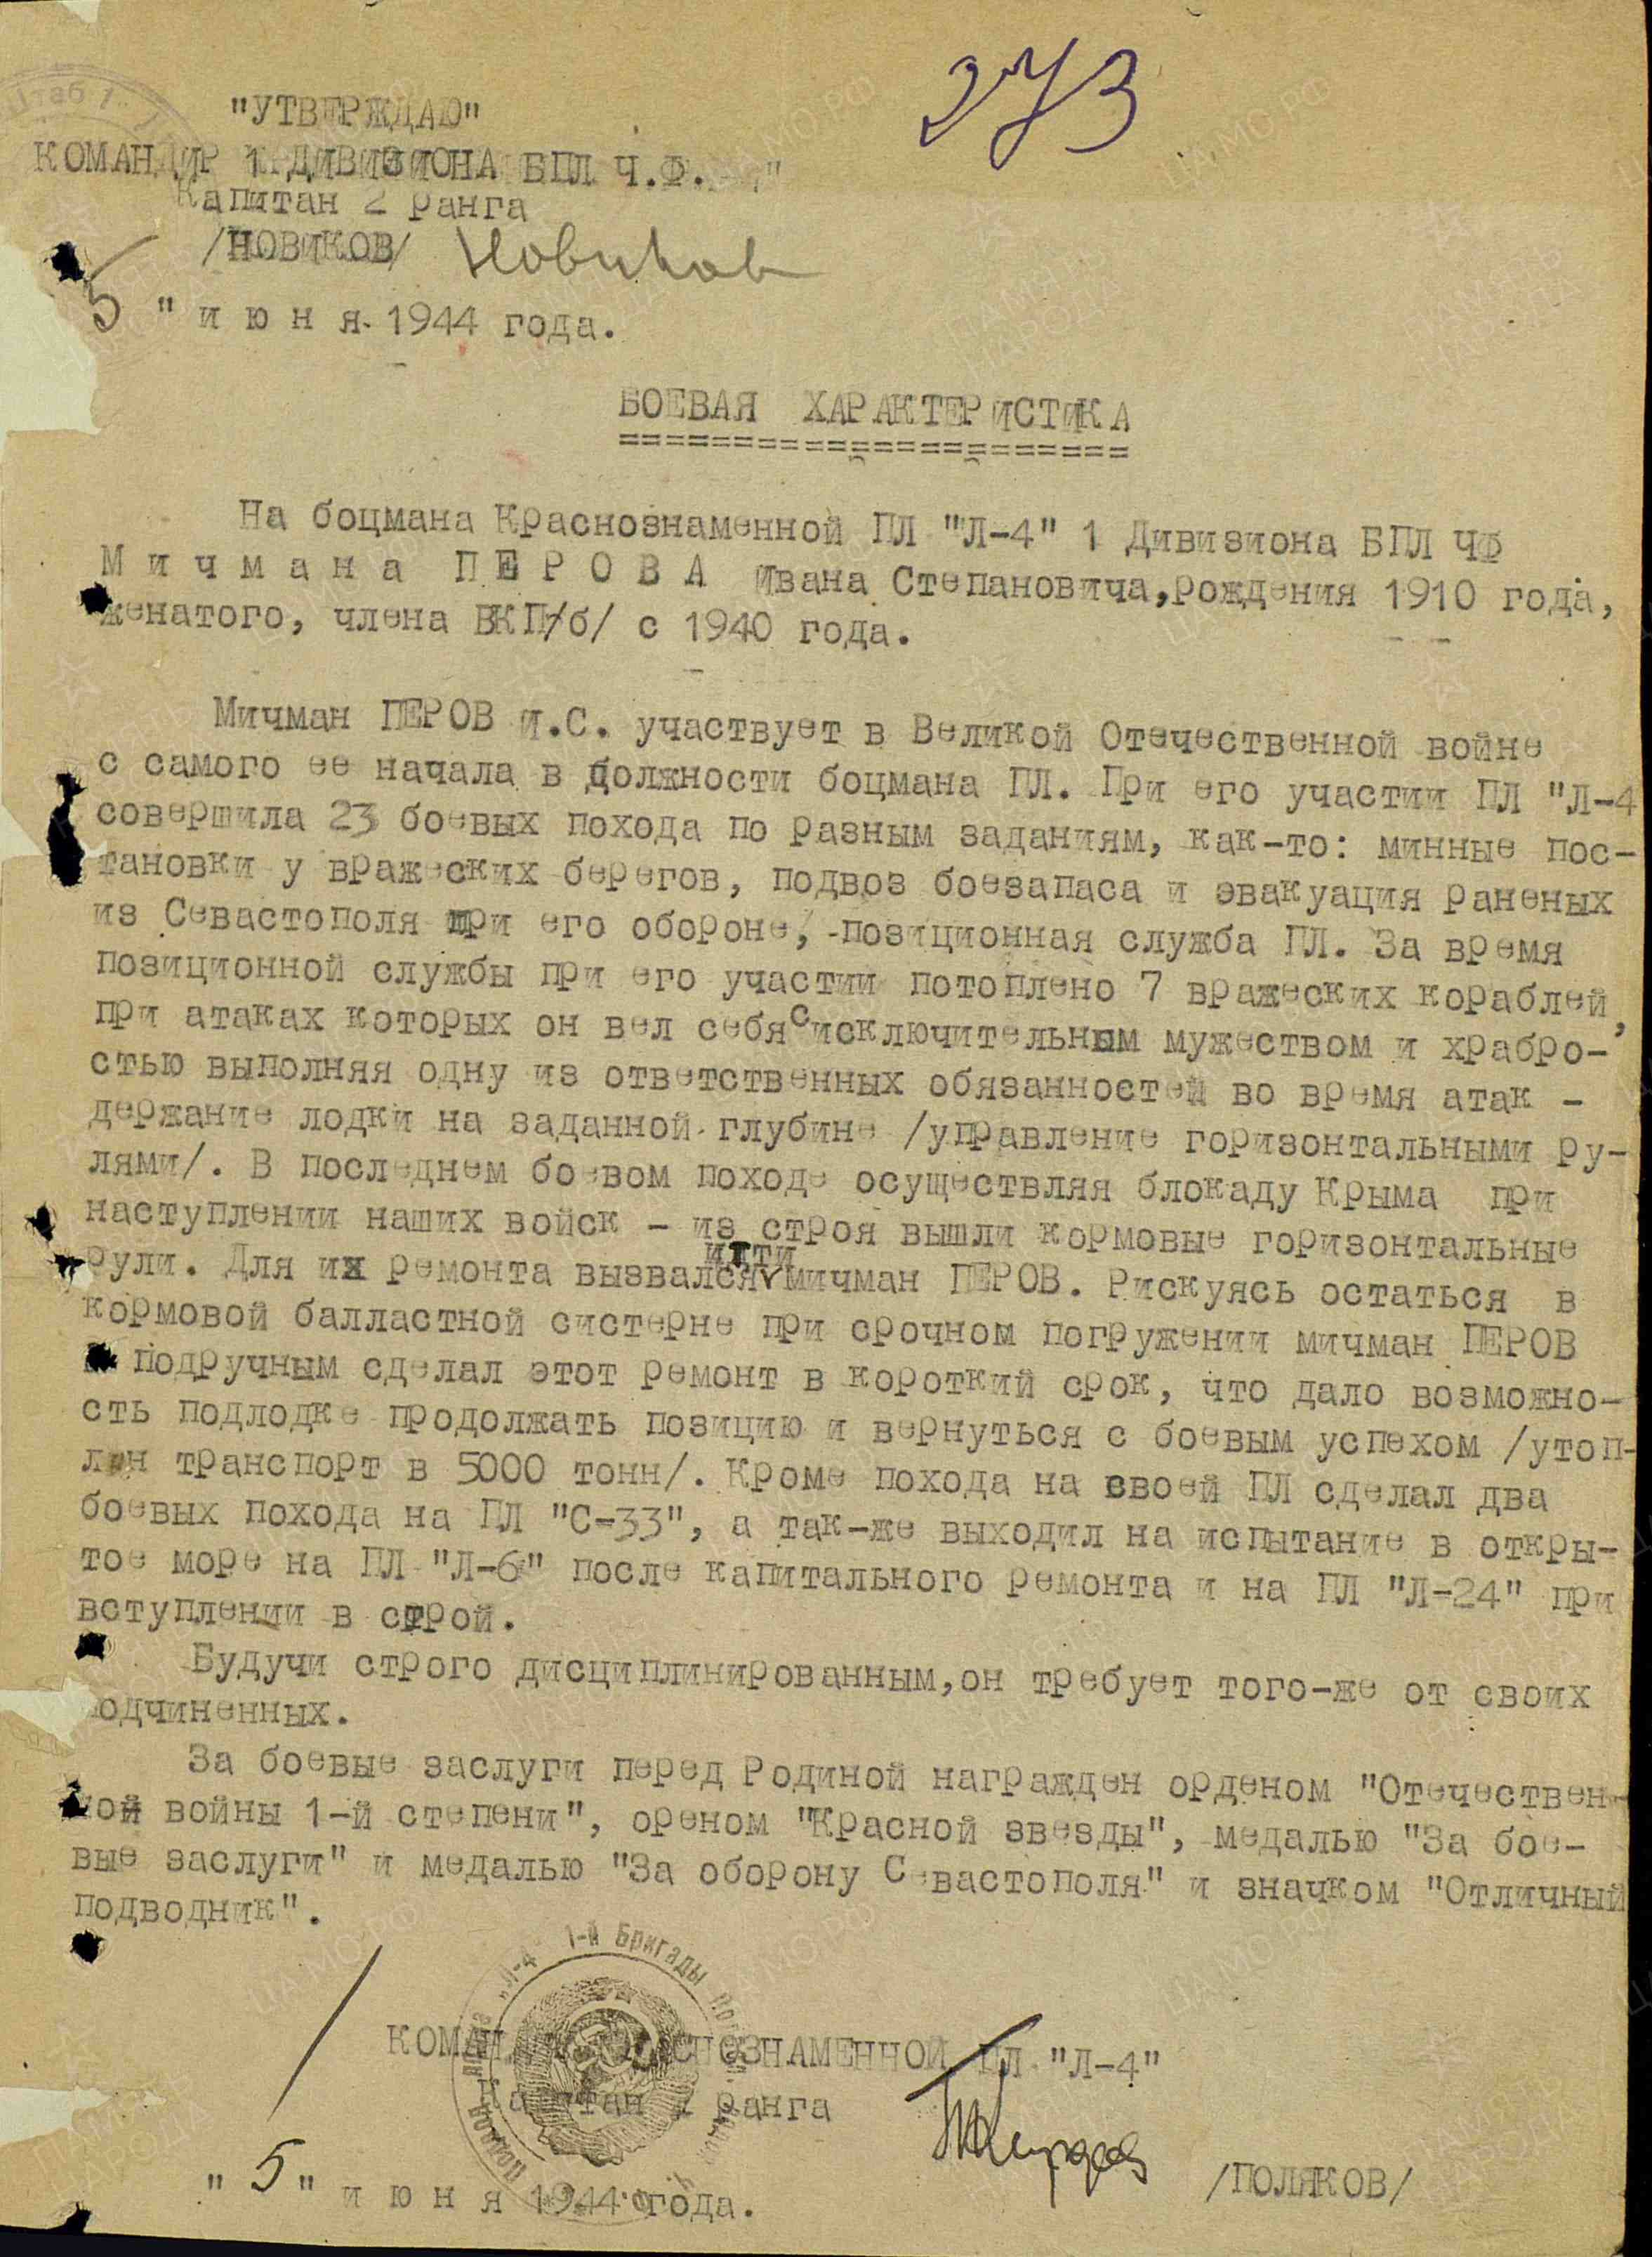 273
"УТВЕРЖДАЮ"
КОМАНДИР 1 ДИВИЗИОНА БПЛ Ч.Ф.
Капитан 2 ранга
/НОВИКОВ/ Новиков
5 " и ю н я 1944 года.
БОЕВАЯ ХАРАКТЕРИСТИКА
======================
На боцмана Краснознаменной ПЛ "Л-4" 1 Дивизиона БПЛ ЧФ
М и ч м а н а П Е Р О В А Ивана Степановича, рождения 1910 года,
женатого, члена ВКП/б/ с 1940 года.
Мичман ПЕРОВ И.С. участвует в Великой Отечественной войне
с самого ее начала в должности боцмана ПЛ. При его участии ПЛ "Л-4
совершила 23 боевых похода по разным заданиям, как-то: минные пос-
тановки у вражеских берегов, подвоз боезапаса и эвакуация раненых
из Севастополя при его обороне, -позиционная служба ПЛ. За время
позиционной службы при его участии потоплено 7 вражеских кораблей,
при атаках которых он вел себя с исключительным мужеством и храбро-
стью выполняя одну из ответственных обязанностей во время атак -
держание лодки на заданной глубине /управление горизонтальными ру-
лями/. В последнем боевом походе осуществляя блокаду Крыма при
наступлении наших войск - из строя вышли кормовые горизонтальные
рули. Для их ремонта вызвался итти мичман ПЕРОВ. Рискуясь остаться в
кормовой балластной систерне при срочном погружении мичман ПЕРОВ
подручным сделал этот ремонт в короткий срок, что дало возможно-
сть подлодке продолжать позицию и вернуться с боевым успехом /утоп-
лен транспорт в 5000 тонн/. Кроме похода на своей ПЛ сделал два
боевых похода на ПЛ "С-33", а так-же выходил на испытание в откры-
тое море на ПЛ "Л-6" после капитального ремонта и на ПЛ "Л-24" при
вступлении в строй.
Будучи строго дисциплинированным, он требует того-же от своих
подчиненных.
За боевые заслуги перед Родиной награжден орденом "Отечествен-
ной войны 1-й степени", ореном "Красной звезды", медалью "За бое-
вые заслуги" и медалью "За оборону Севастополя" и значком "Отличный
подводник".
"Л-4" 1-й Бригады
КОМАНДИР КРАСНОЗНАМЕННОЙ ПЛ "Л-4"
Капитан ранга
/ПОЛЯКОВ/
" 5 " и ю н я 1944 года.